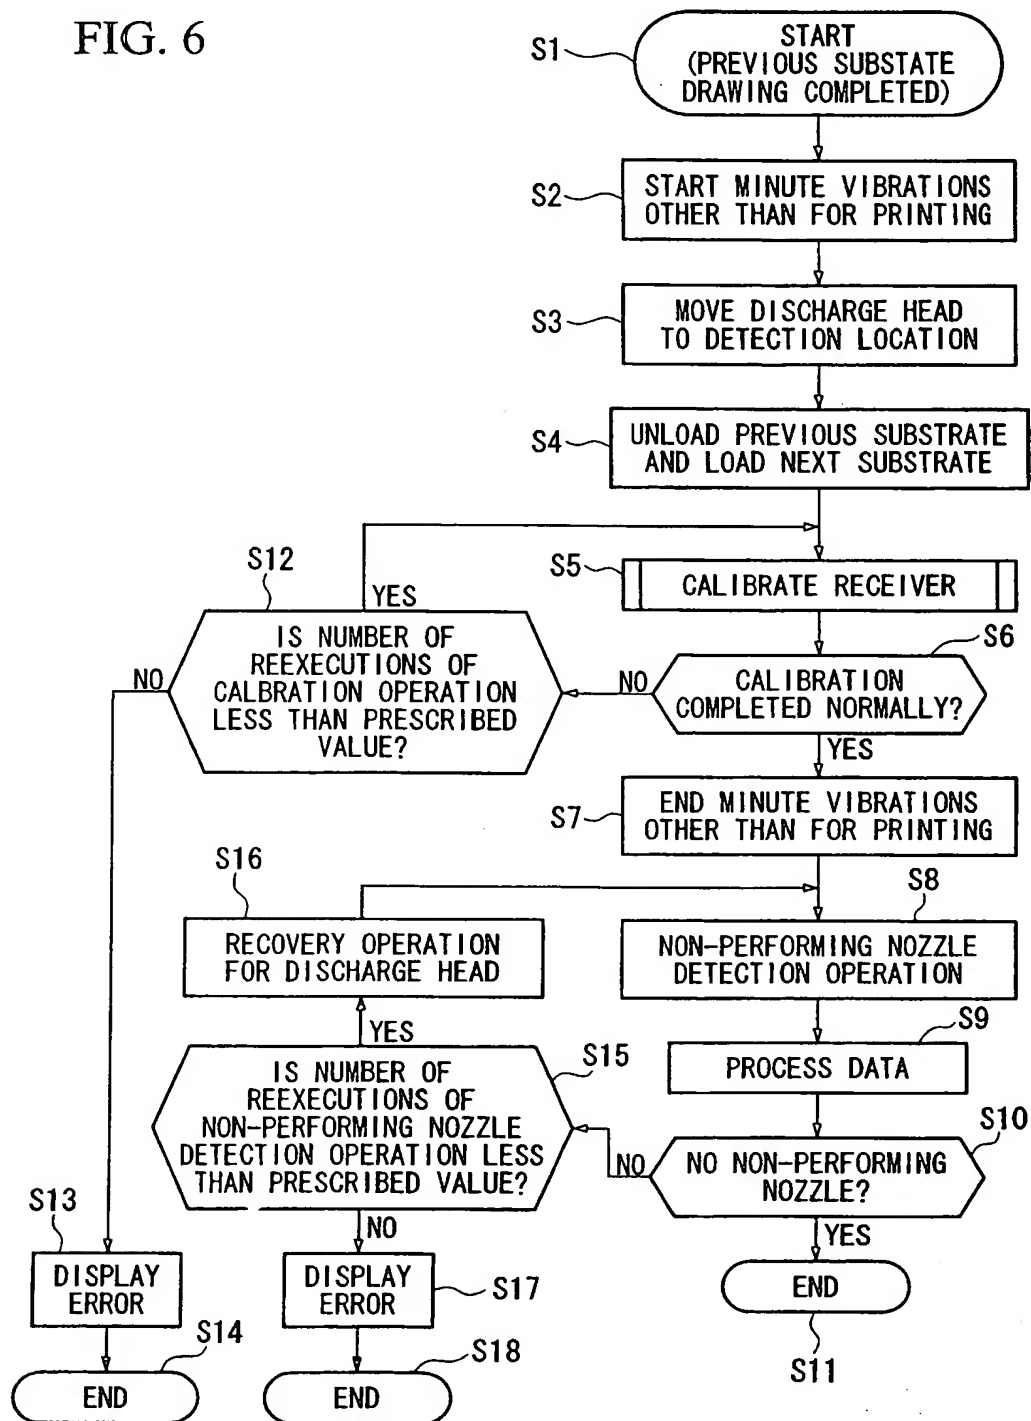 FIG. 6
S1
START
(PREVIOUS SUBSTATE
DRAWING COMPLETED)
S2
START MINUTE VIBRATIONS
OTHER THAN FOR PRINTING
S3
MOVE DISCHARGE HEAD
TO DETECTION LOCATION
S4
UNLOAD PREVIOUS SUBSTRATE
AND LOAD NEXT SUBSTRATE
S12
YES
S5
CALIBRATE RECEIVER
S6
NO
IS NUMBER OF
REEXECUTIONS OF
CALBRATION OPERATION
LESS THAN PRESCRIBED
VALUE?
NO
CALIBRATION
COMPLETED NORMALLY?
YES
S7
END MINUTE VIBRATIONS
OTHER THAN FOR PRINTING
S16
RECOVERY OPERATION
FOR DISCHARGE HEAD
S8
NON-PERFORMING NOZZLE
DETECTION OPERATION
YES
S9
PROCESS DATA
S15
IS NUMBER OF
REEXECUTIONS OF
NON-PERFORMING NOZZLE
DETECTION OPERATION LESS
THAN PRESCRIBED VALUE?
S10
NO
NO NON-PERFORMING
NOZZLE?
S13
NO
YES
DISPLAY
ERROR
DISPLAY
ERROR
S17
END
S11
S14
END
S18
END